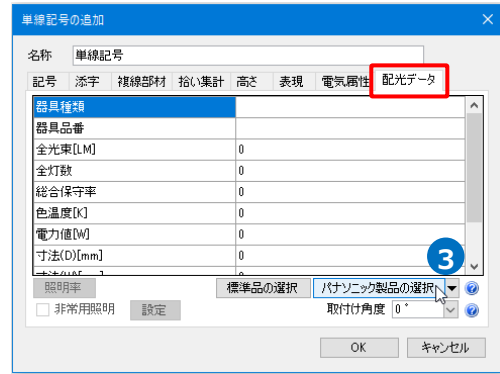 単線記号の追加
名称 単線記号
記号 添字 複線部材 拾い集計 高さ 表現 電気属性 配光データ
器具種類
器具品番
全光束[LM] 0
全灯数 0
総合保守率 0
色温度[K] 0
電力値[W] 0
寸法(D)[mm] 0
3
照明率 標準品の選択 パナソニック製品の選択
非常用照明 設定 取付け角度 0°
OK キャンセル